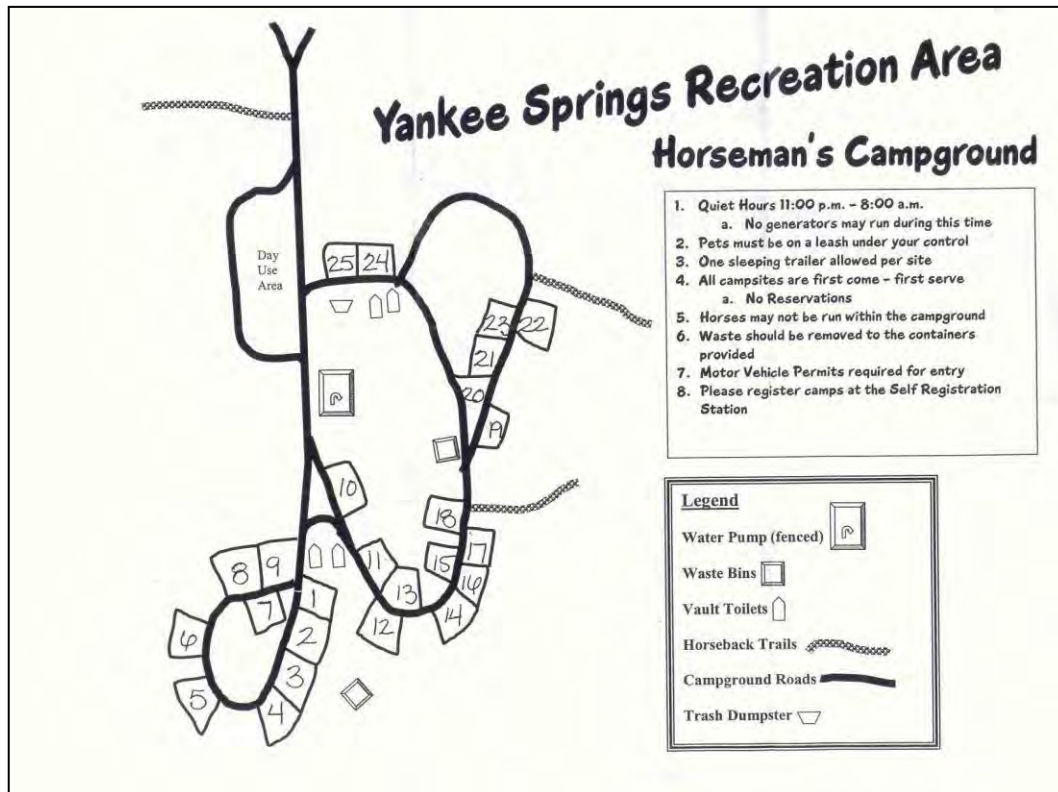 Yankee Springs Recreation Area
Horseman's Campground
1. Quiet Hours 11:00 p.m. – 8:00 a.m.
a. No generators may run during this time
2. Pets must be on a leash under your control
3. One sleeping trailer allowed per site
4. All campsites are first come – first serve
a. No Reservations
5. Horses may not be run within the campground
6. Waste should be removed to the containers
provided
7. Motor Vehicle Permits required for entry
8. Please register camps at the Self Registration
Station
Day
Use
Area
25 24
23 22
21
20
19
10
18
17
11 15
16
13
14
12
8 9
7 1
6 2
3
5 4
Legend
Water Pump (fenced)
Waste Bins
Vault Toilets
Horseback Trails
Campground Roads
Trash Dumpster